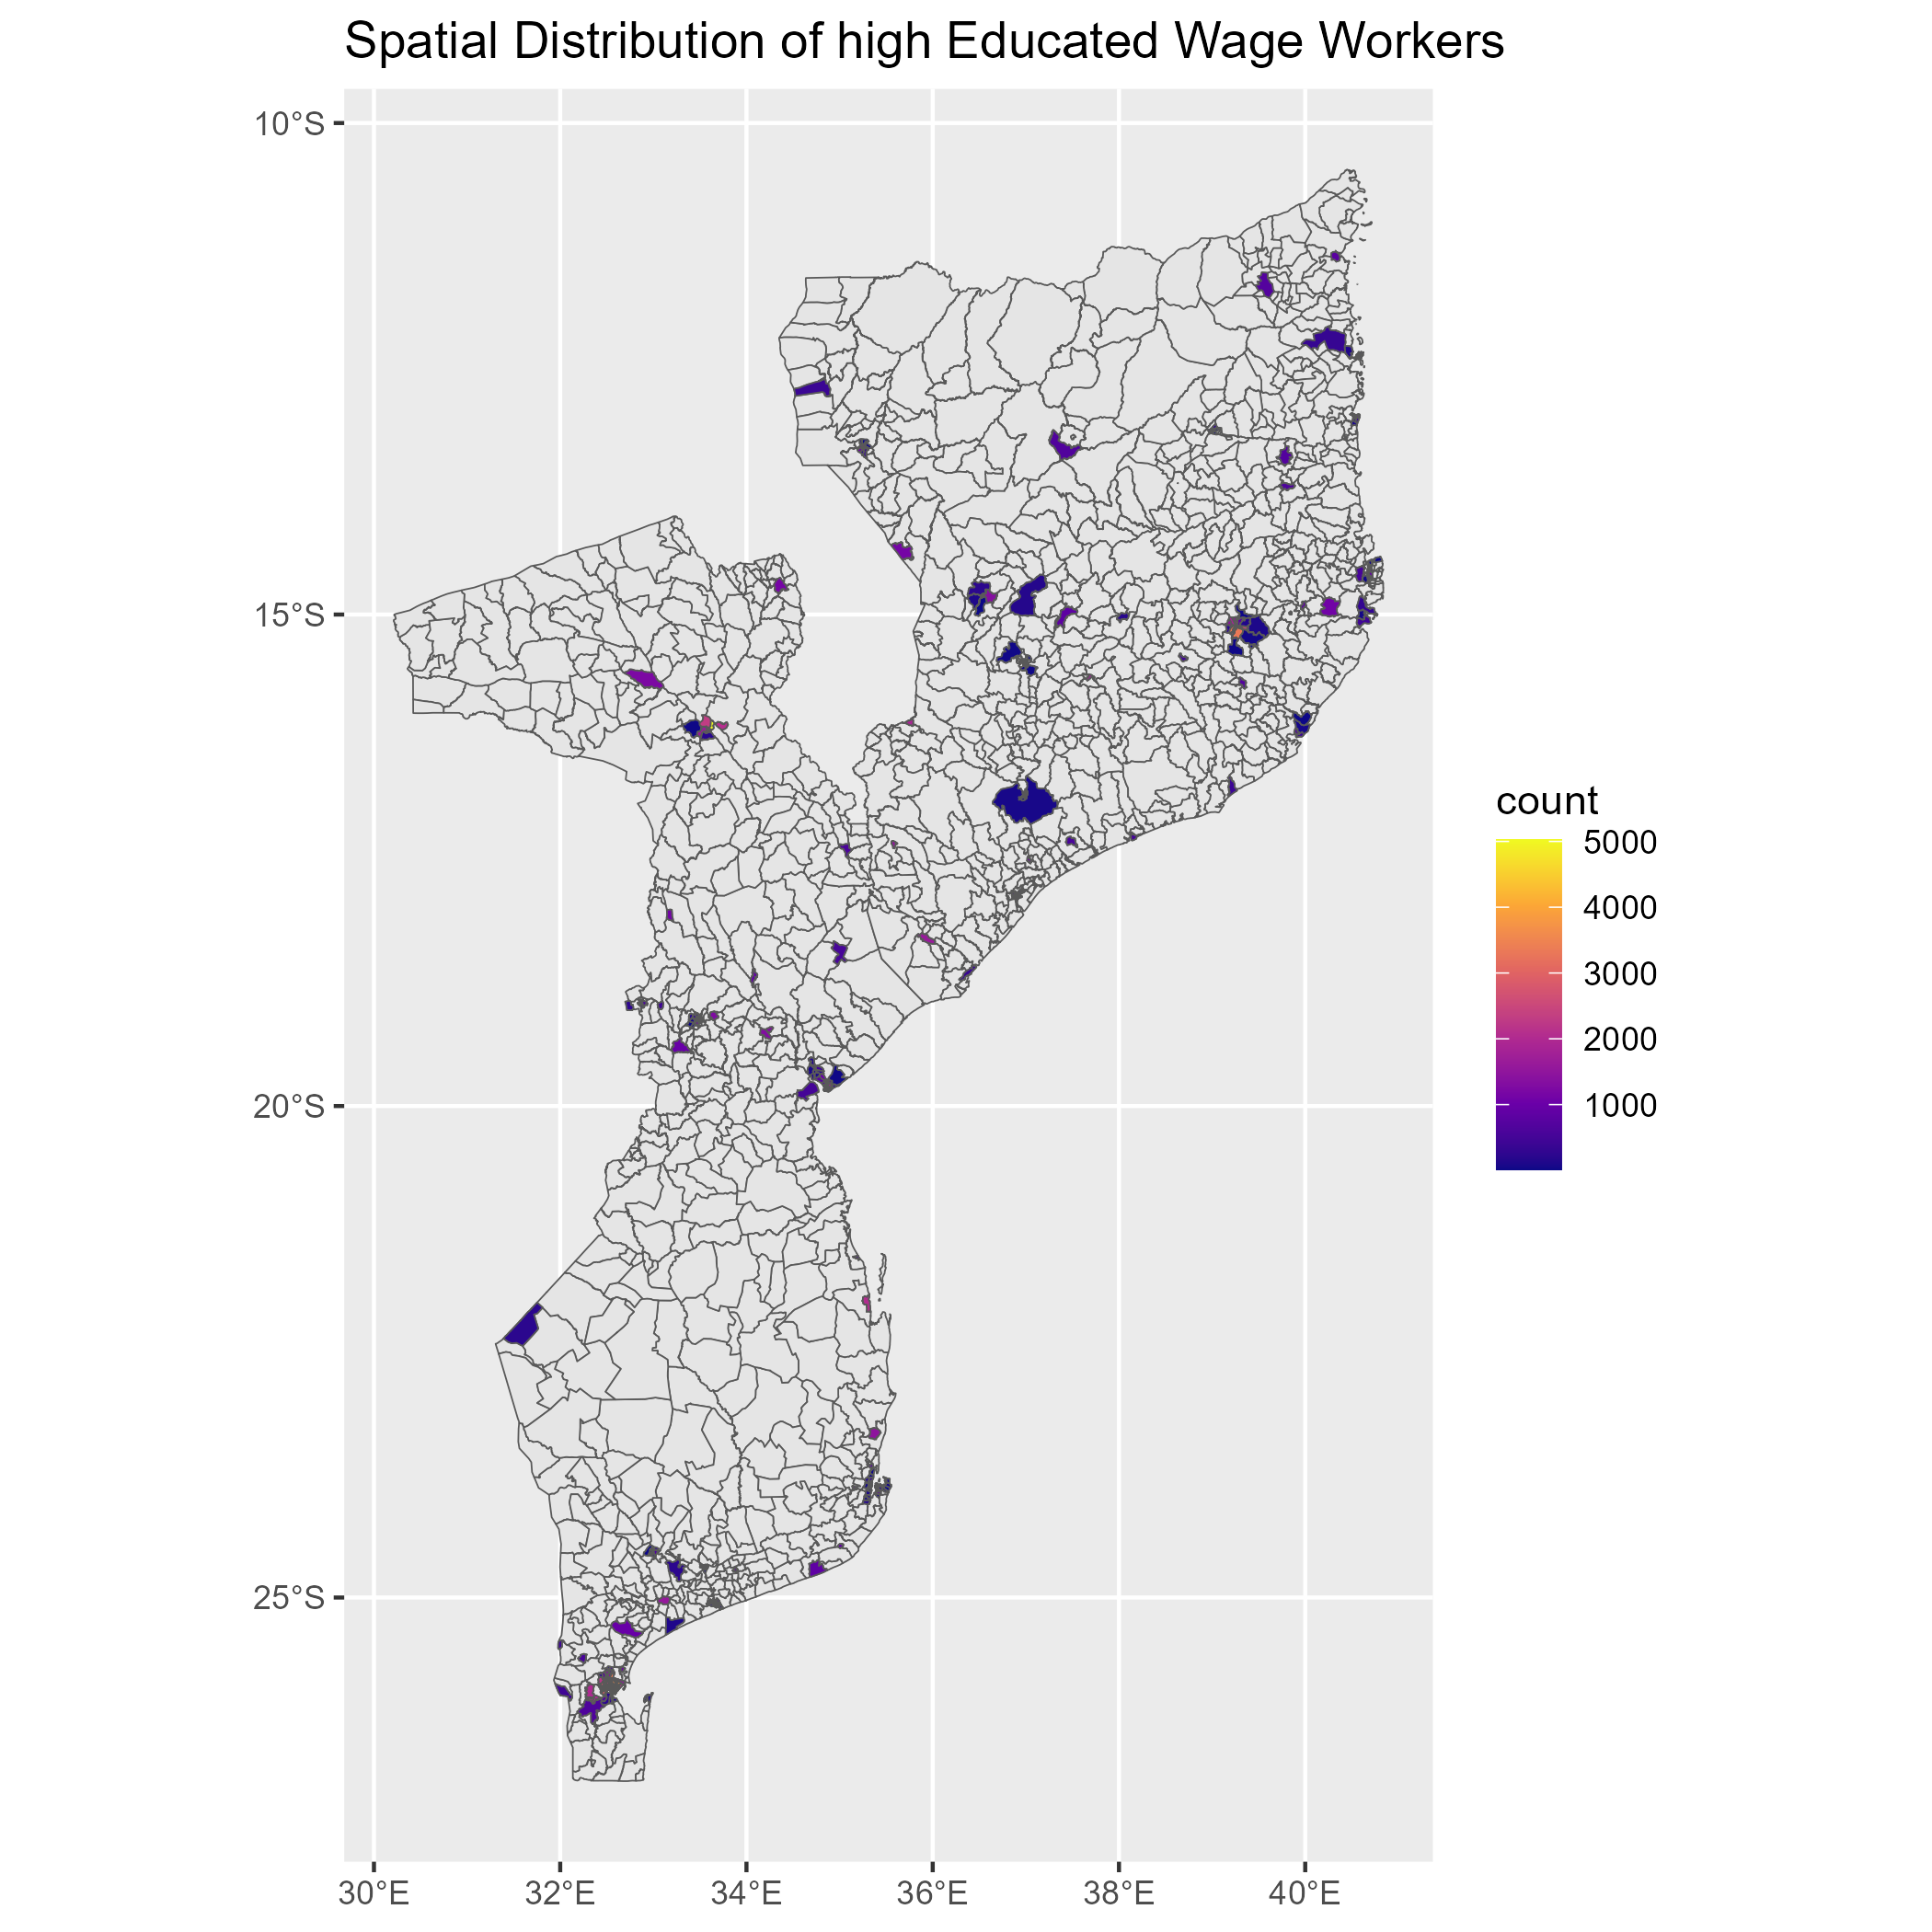 Spatial Distribution of high Educated Wage Workers
10°S
15°S
20°S
25°S
30°E 32°E 34°E 36°E 38°E 40°E
count
5000
4000
3000
2000
1000